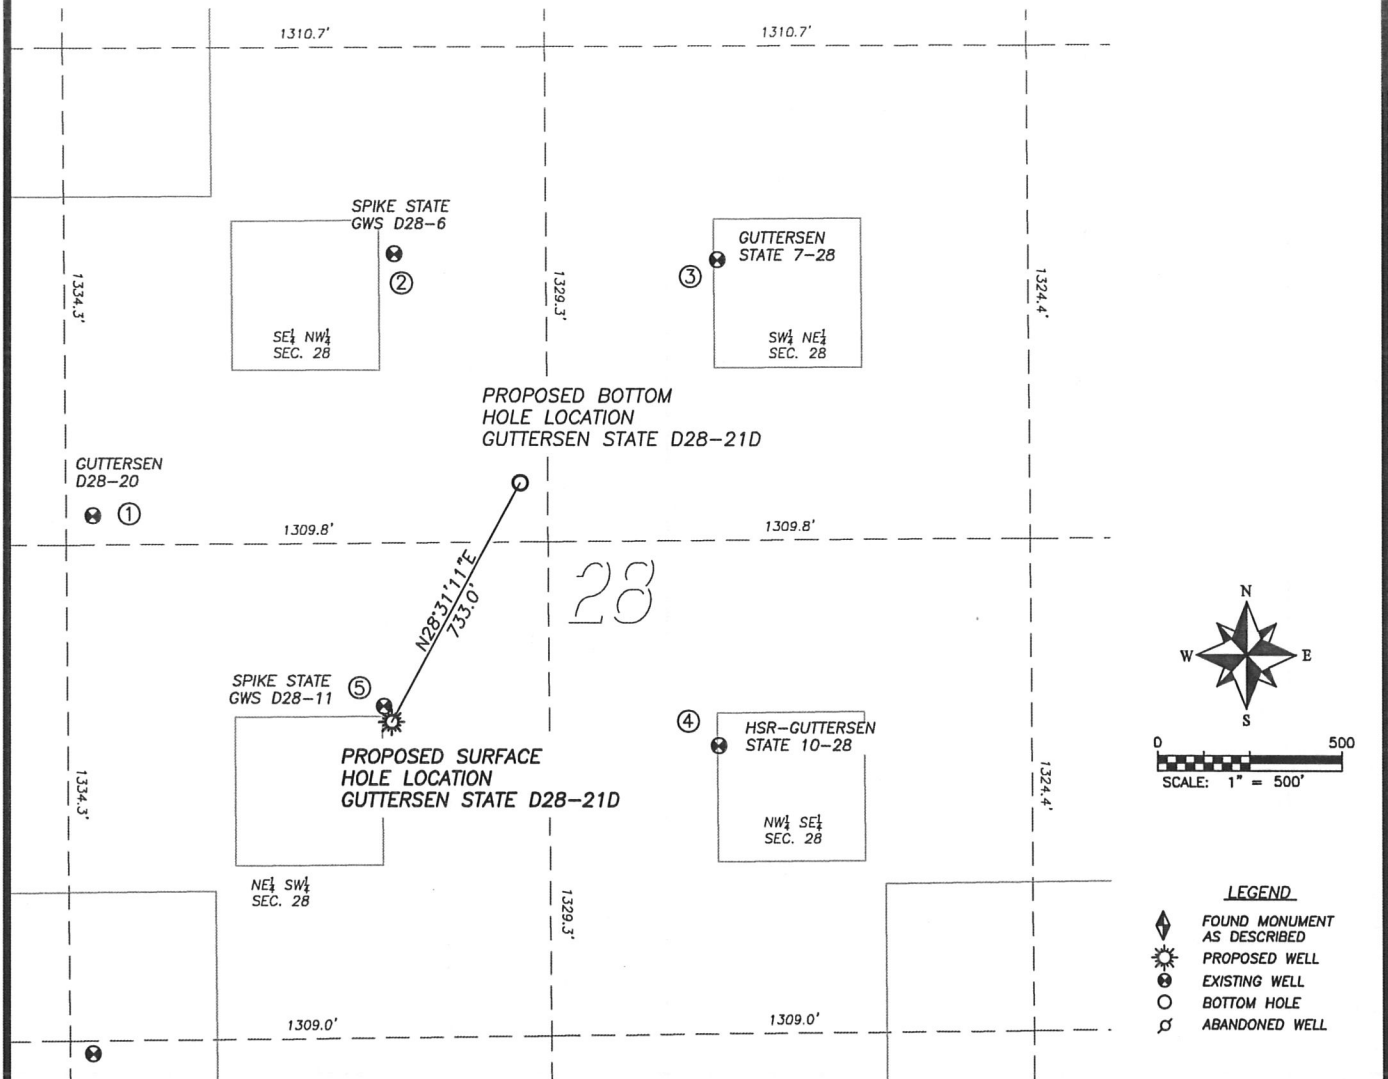 1310.7'
1310.7'
SPIKE STATE
GWS D28-6
②
GUTTERSEN
STATE 7-28
③
1334.3'
1329.3'
1324.4'
SE¼ NW¼
SEC. 28
SW¼ NE¼
SEC. 28
PROPOSED BOTTOM
HOLE LOCATION
GUTTERSEN STATE D28-21D
GUTTERSEN
D28-20
①
1309.8'
1309.8'
N28°31'11"E
733.0'
28
N
W
E
S
SPIKE STATE
GWS D28-11
⑤
④
HSR-GUTTERSEN
STATE 10-28
PROPOSED SURFACE
HOLE LOCATION
GUTTERSEN STATE D28-21D
0 500
SCALE: 1" = 500'
1334.3'
1324.4'
NW¼ SE¼
SEC. 28
NE¼ SW¼
SEC. 28
1329.3'
1309.0'
1309.0'
LEGEND
FOUND MONUMENT
AS DESCRIBED
PROPOSED WELL
EXISTING WELL
BOTTOM HOLE
ABANDONED WELL